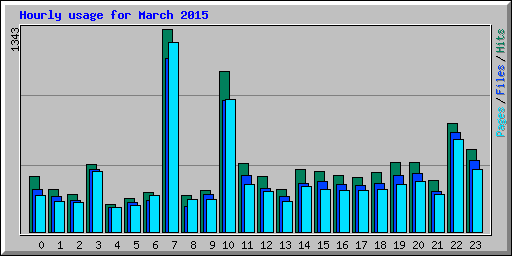 Hourly usage for March 2015
1343
Pages/Files/Hits
0 1 2 3 4 5 6 7 8 9 10 11 12 13 14 15 16 17 18 19 20 21 22 23